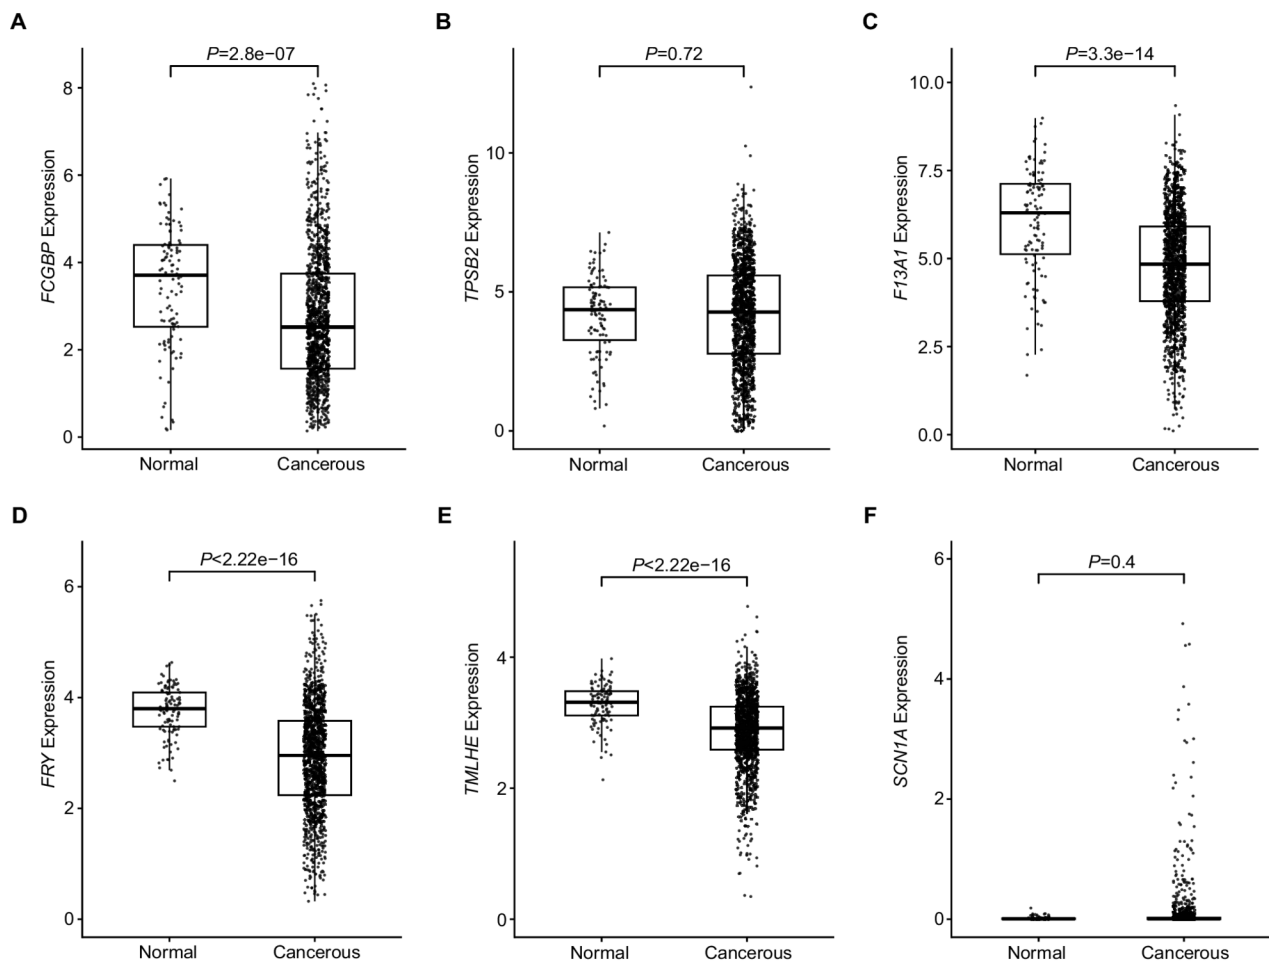 A
P=2.8e−07
FCGBP Expression
8
6
4
2
0
Normal Cancerous
B
P=0.72
TPSB2 Expression
10
5
0
Normal Cancerous
C
P=3.3e−14
F13A1 Expression
10.0
7.5
5.0
2.5
0.0
Normal Cancerous
D
P<2.22e−16
FRY Expression
6
4
2
0
Normal Cancerous
E
P<2.22e−16
TMLHE Expression
4
2
0
Normal Cancerous
F
P=0.4
SCN1A Expression
6
4
2
0
Normal Cancerous